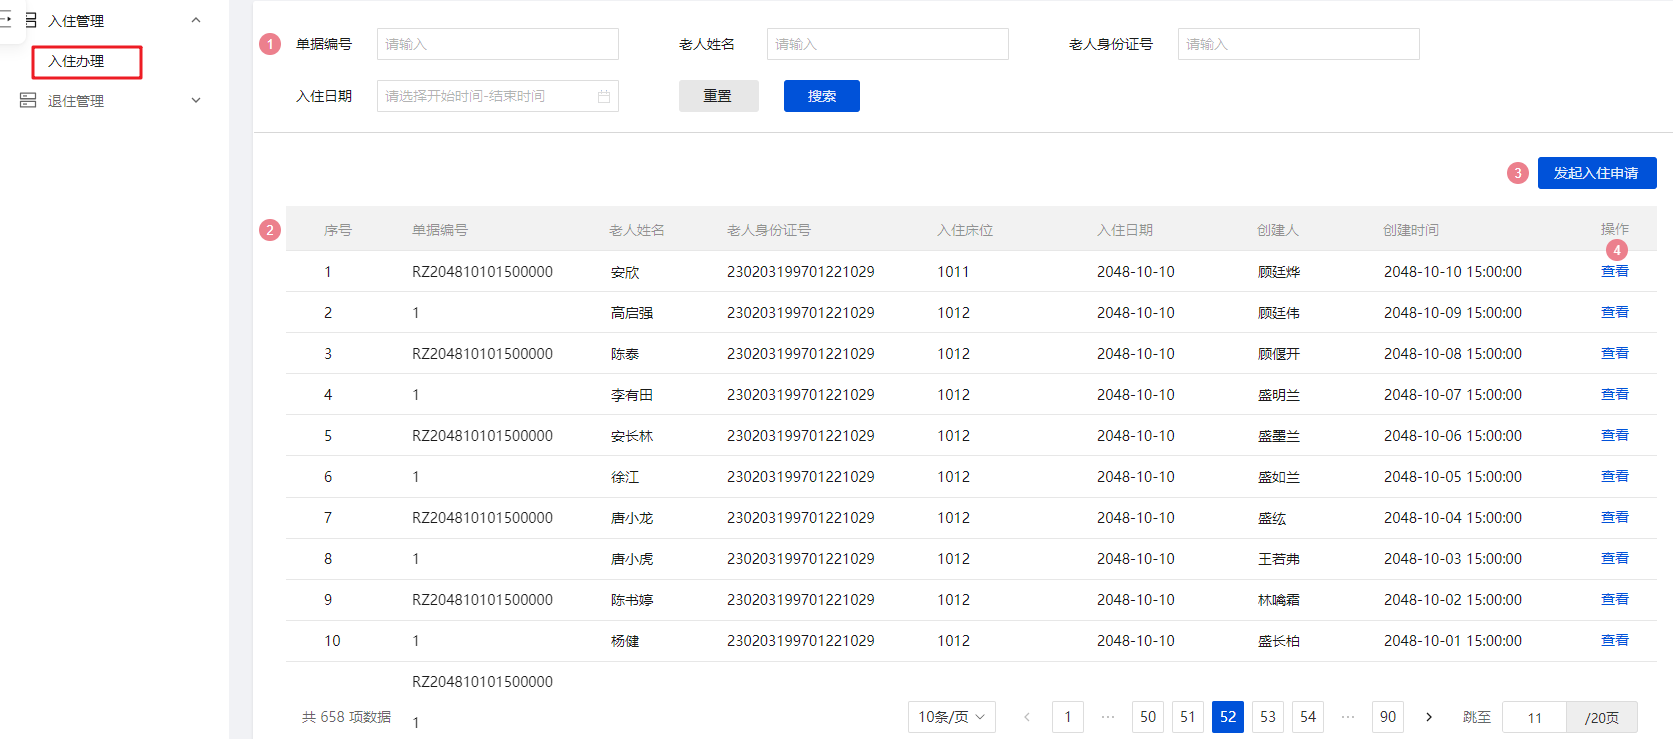 入住管理
入住办理
退住管理
1 单据编号 请输入 老人姓名 请输入 老人身份证号 请输入
入住日期 请选择开始时间-结束时间 重置 搜索
3 发起入住申请
2 序号 单据编号 老人姓名 老人身份证号 入住床位 入住日期 创建人 创建时间 操作
4
1 RZ204810101500000 安欣 230203199701221029 1011 2048-10-10 顾廷烨 2048-10-10 15:00:00 查看
2 1 高启强 230203199701221029 1012 2048-10-10 顾廷伟 2048-10-09 15:00:00 查看
3 RZ204810101500000 陈泰 230203199701221029 1012 2048-10-10 顾偃开 2048-10-08 15:00:00 查看
4 1 李有田 230203199701221029 1012 2048-10-10 盛明兰 2048-10-07 15:00:00 查看
5 RZ204810101500000 安长林 230203199701221029 1012 2048-10-10 盛墨兰 2048-10-06 15:00:00 查看
6 1 徐江 230203199701221029 1012 2048-10-10 盛如兰 2048-10-05 15:00:00 查看
7 RZ204810101500000 唐小龙 230203199701221029 1012 2048-10-10 盛纮 2048-10-04 15:00:00 查看
8 1 唐小虎 230203199701221029 1012 2048-10-10 王若弗 2048-10-03 15:00:00 查看
9 RZ204810101500000 陈书婷 230203199701221029 1012 2048-10-10 林噙霜 2048-10-02 15:00:00 查看
10 1 杨健 230203199701221029 1012 2048-10-10 盛长柏 2048-10-01 15:00:00 查看
RZ204810101500000
共 658 项数据 10条/页 1 ··· 50 51 52 53 54 ··· 90 跳至 11 /20页
1